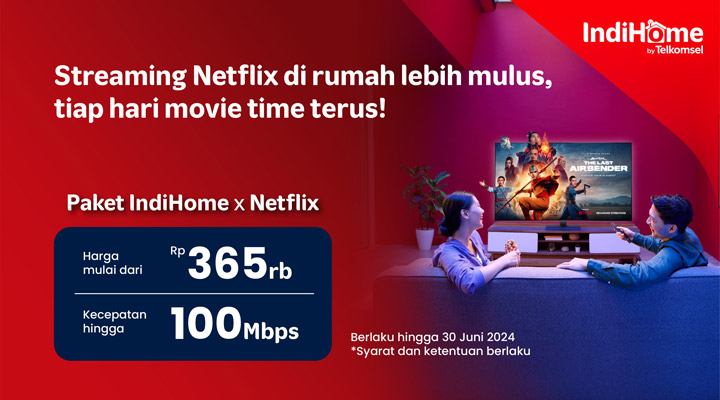 IndiHome
by Telkomsel
Streaming Netflix di rumah lebih mulus,
tiap hari movie time terus!
THE LAST
AIRBENDER
Paket IndiHome x Netflix
Harga
mulai dari
Rp 365rb
Kecepatan
hingga
100Mbps
Berlaku hingga 30 Juni 2024
*Syarat dan ketentuan berlaku